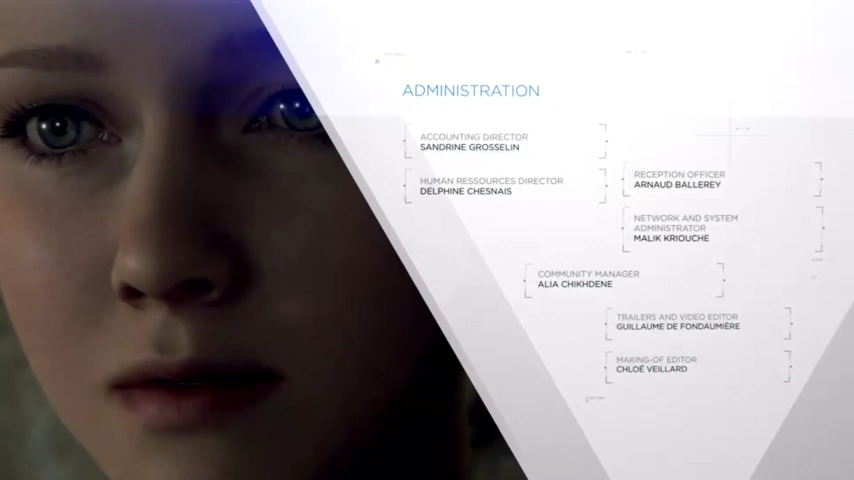 ADMINISTRATION
ACCOUNTING DIRECTOR
SANDRINE GROSSELIN
HUMAN RESSOURCES DIRECTOR
DELPHINE CHESNAIS
RECEPTION OFFICER
ARNAUD BALLEREY
NETWORK AND SYSTEM
ADMINISTRATOR
MALIK KRIOUCHE
COMMUNITY MANAGER
ALIA CHIKHDENE
TRAILERS AND VIDEO EDITOR
GUILLAUME DE FONDAUMIÈRE
MAKING-OF EDITOR
CHLOÉ VEILLARD